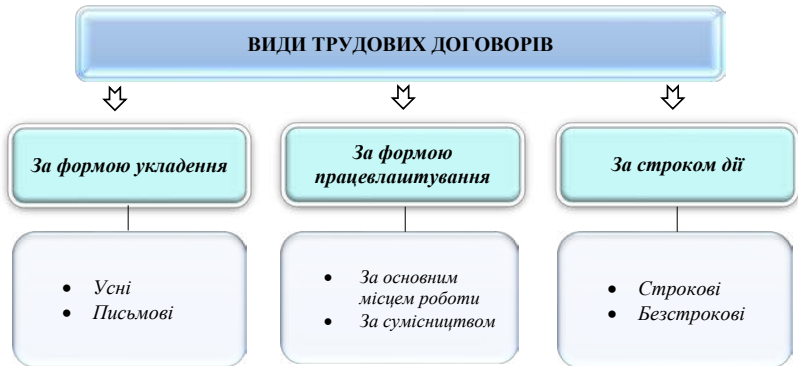 ВИДИ ТРУДОВИХ ДОГОВОРІВ
За формою укладення
За формою
працевлаштування
За строком дії
• Усні
• Письмові
• За основним
місцем роботи
• За сумісництвом
• Строкові
• Безстрокові